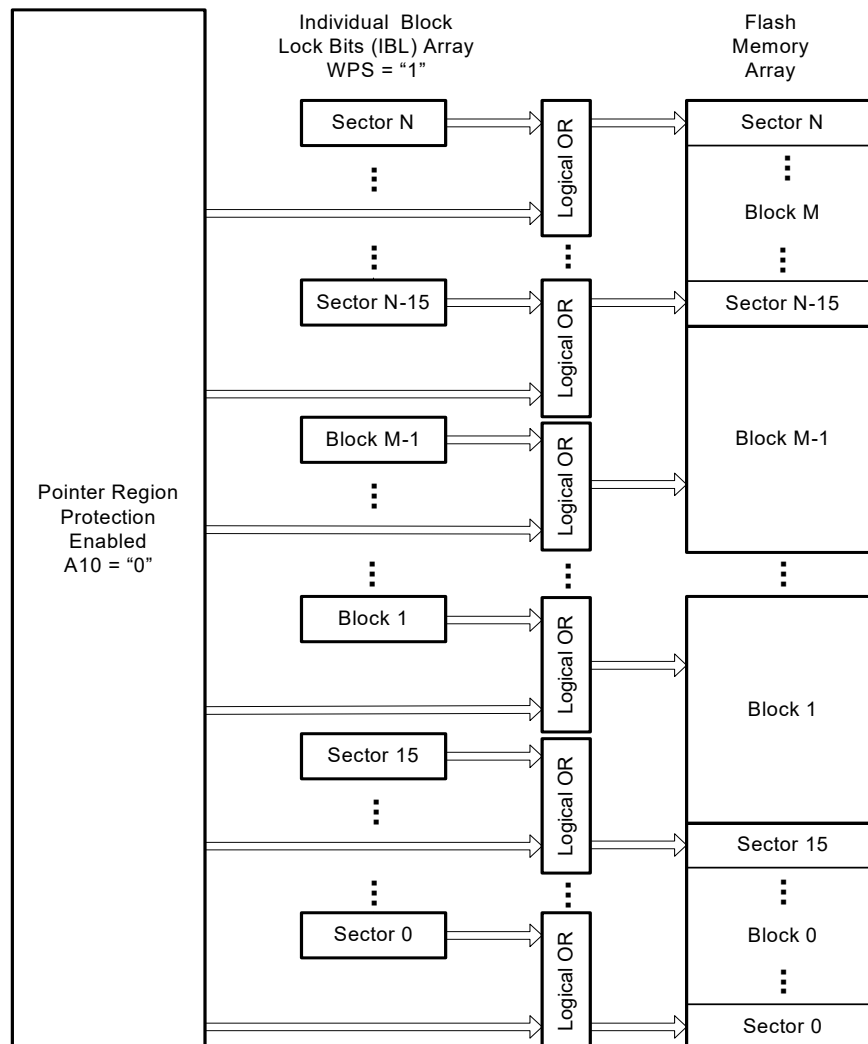 Individual Block
Lock Bits (IBL) Array
WPS = “1”
Flash
Memory
Array
Sector N
Logical OR
Sector N
Block M
Sector N-15
Logical OR
Sector N-15
Block M-1
Logical OR
Block M-1
Pointer Region
Protection
Enabled
A10 = “0”
Block 1
Logical OR
Block 1
Sector 15
Logical OR
Sector 15
Sector 0
Logical OR
Block 0
Sector 0